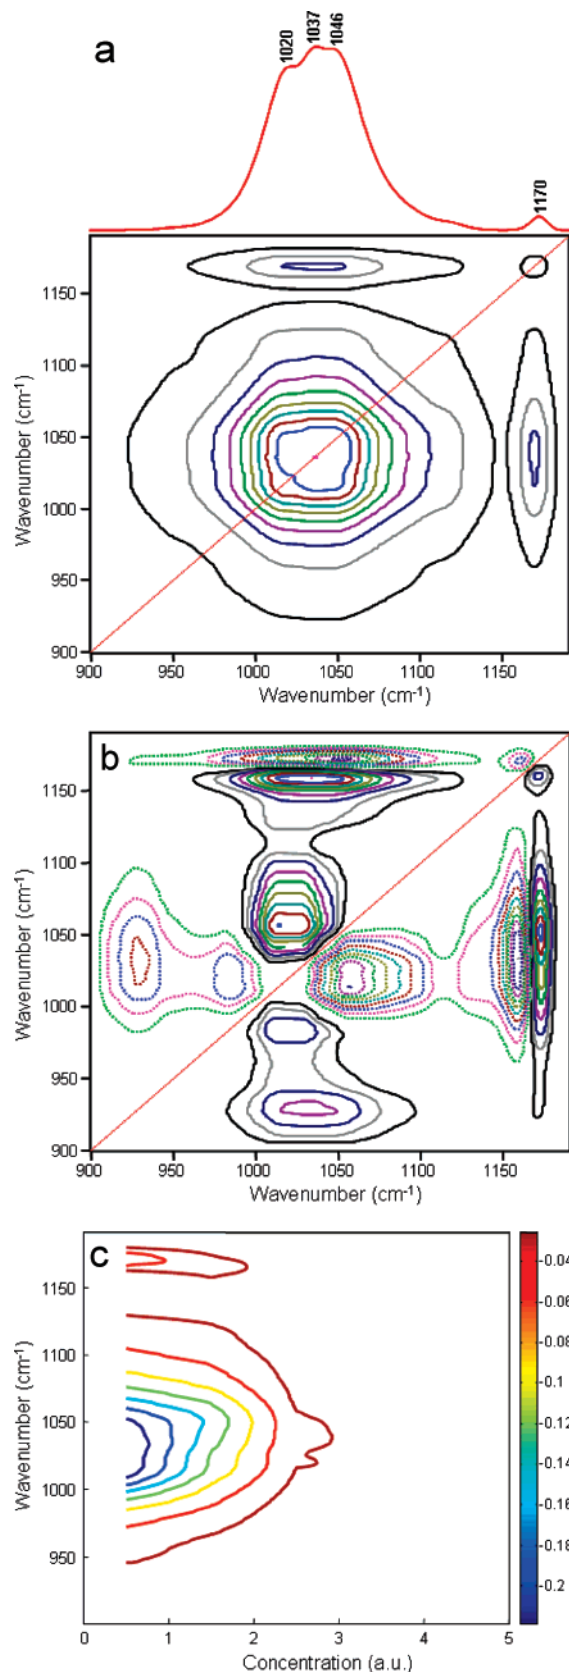 a
1020
1037
1046
1170
1150
1100
1050
1000
950
900
Wavenumber (cm-1)
900 950 1000 1050 1100 1150
Wavenumber (cm-1)
b
1150
1100
1050
1000
950
900
Wavenumber (cm-1)
900 950 1000 1050 1100 1150
Wavenumber (cm-1)
c
1150
1100
1050
1000
950
Wavenumber (cm-1)
0 1 2 3 4 5
Concentration (a.u.)
-0.04
-0.06
-0.08
-0.1
-0.12
-0.14
-0.16
-0.18
-0.2